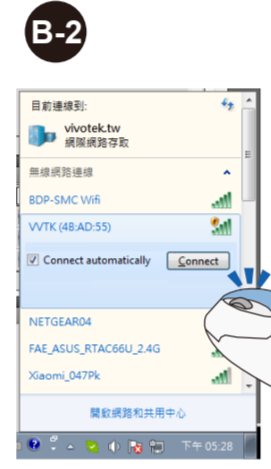 B-2
目前連線到:
vivotek.tw
網際網路存取
無線網路連線
BDP-SMC Wifi
VVTK (4B:AD:55)
Connect automatically
Connect
NETGEAR04
FAE_ASUS_RTAC66U_2.4G
Xiaomi_047Pk
開啟網路和共用中心
下午 05:28